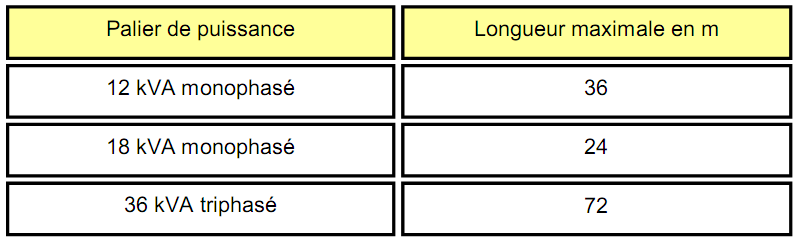 Palier de puissance Longueur maximale en m
12 kVA monophasé 36
18 kVA monophasé 24
36 kVA triphasé 72